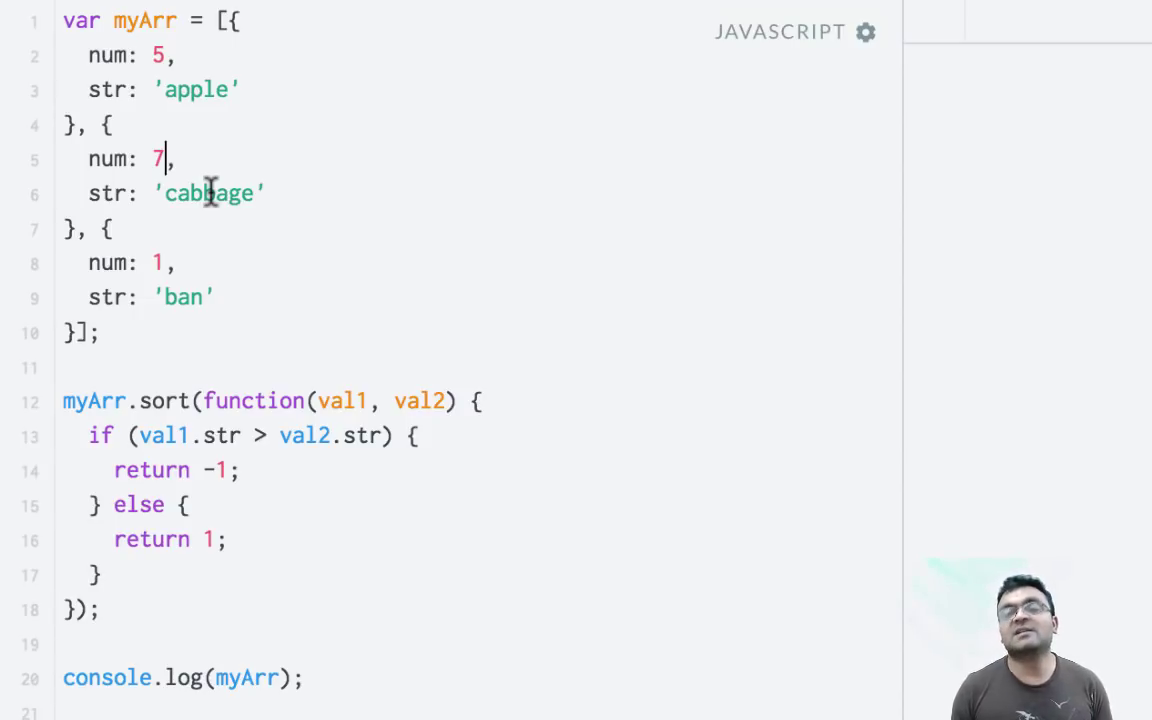 JAVASCRIPT
1 var myArr = [{
2   num: 5,
3   str: 'apple'
4 }, {
5   num: 7,
6   str: 'cabbage'
7 }, {
8   num: 1,
9   str: 'ban'
10 }];
11
12 myArr.sort(function(val1, val2) {
13   if (val1.str > val2.str) {
14     return -1;
15   } else {
16     return 1;
17   }
18 });
19
20 console.log(myArr);
21